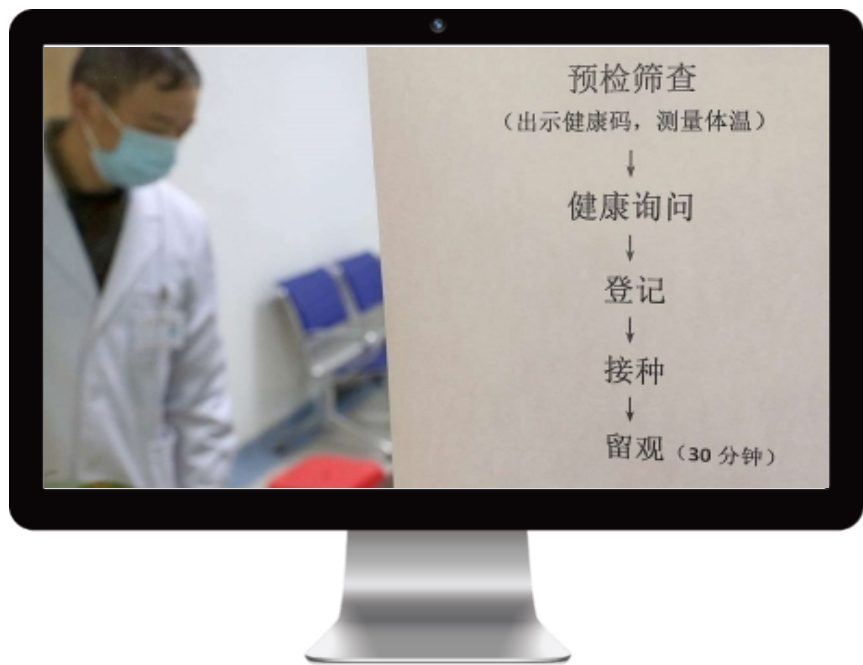 预检筛查
（出示健康码，测量体温）
↓
健康询问
↓
登记
↓
接种
↓
留观（30 分钟）